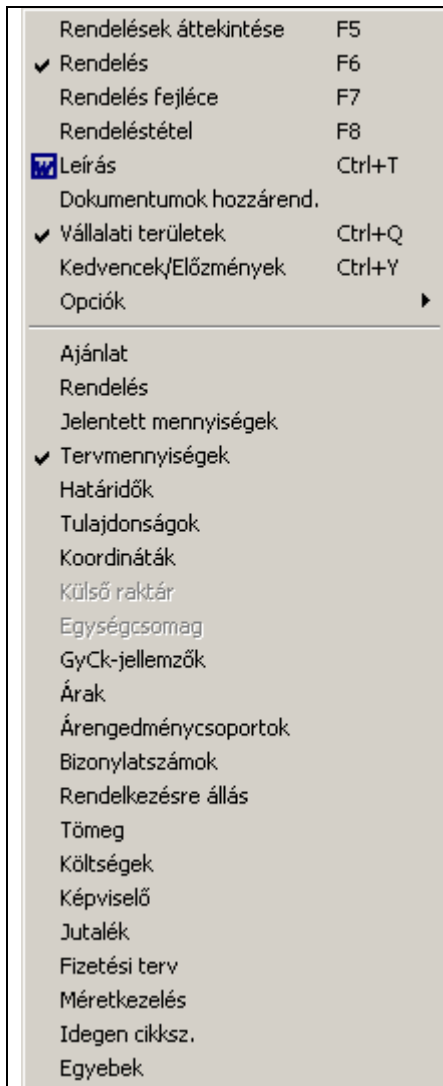 Rendelések áttekintése F5
Rendelés F6
Rendelés fejléce F7
Rendeléstétel F8
Leírás Ctrl+T
Dokumentumok hozzárend.
Vállalati területek Ctrl+Q
Kedvencek/Előzmények Ctrl+Y
Opciók
Ajánlat
Rendelés
Jelentett mennyiségek
Tervmennyiségek
Határidők
Tulajdonságok
Koordináták
Külső raktár
Egységcsomag
GyCk-jellemzők
Árak
Árengedménycsoportok
Bizonylatszámok
Rendelkezésre állás
Tömeg
Költségek
Képviselő
Jutalék
Fizetési terv
Méretkezelés
Idegen cikksz.
Egyebek